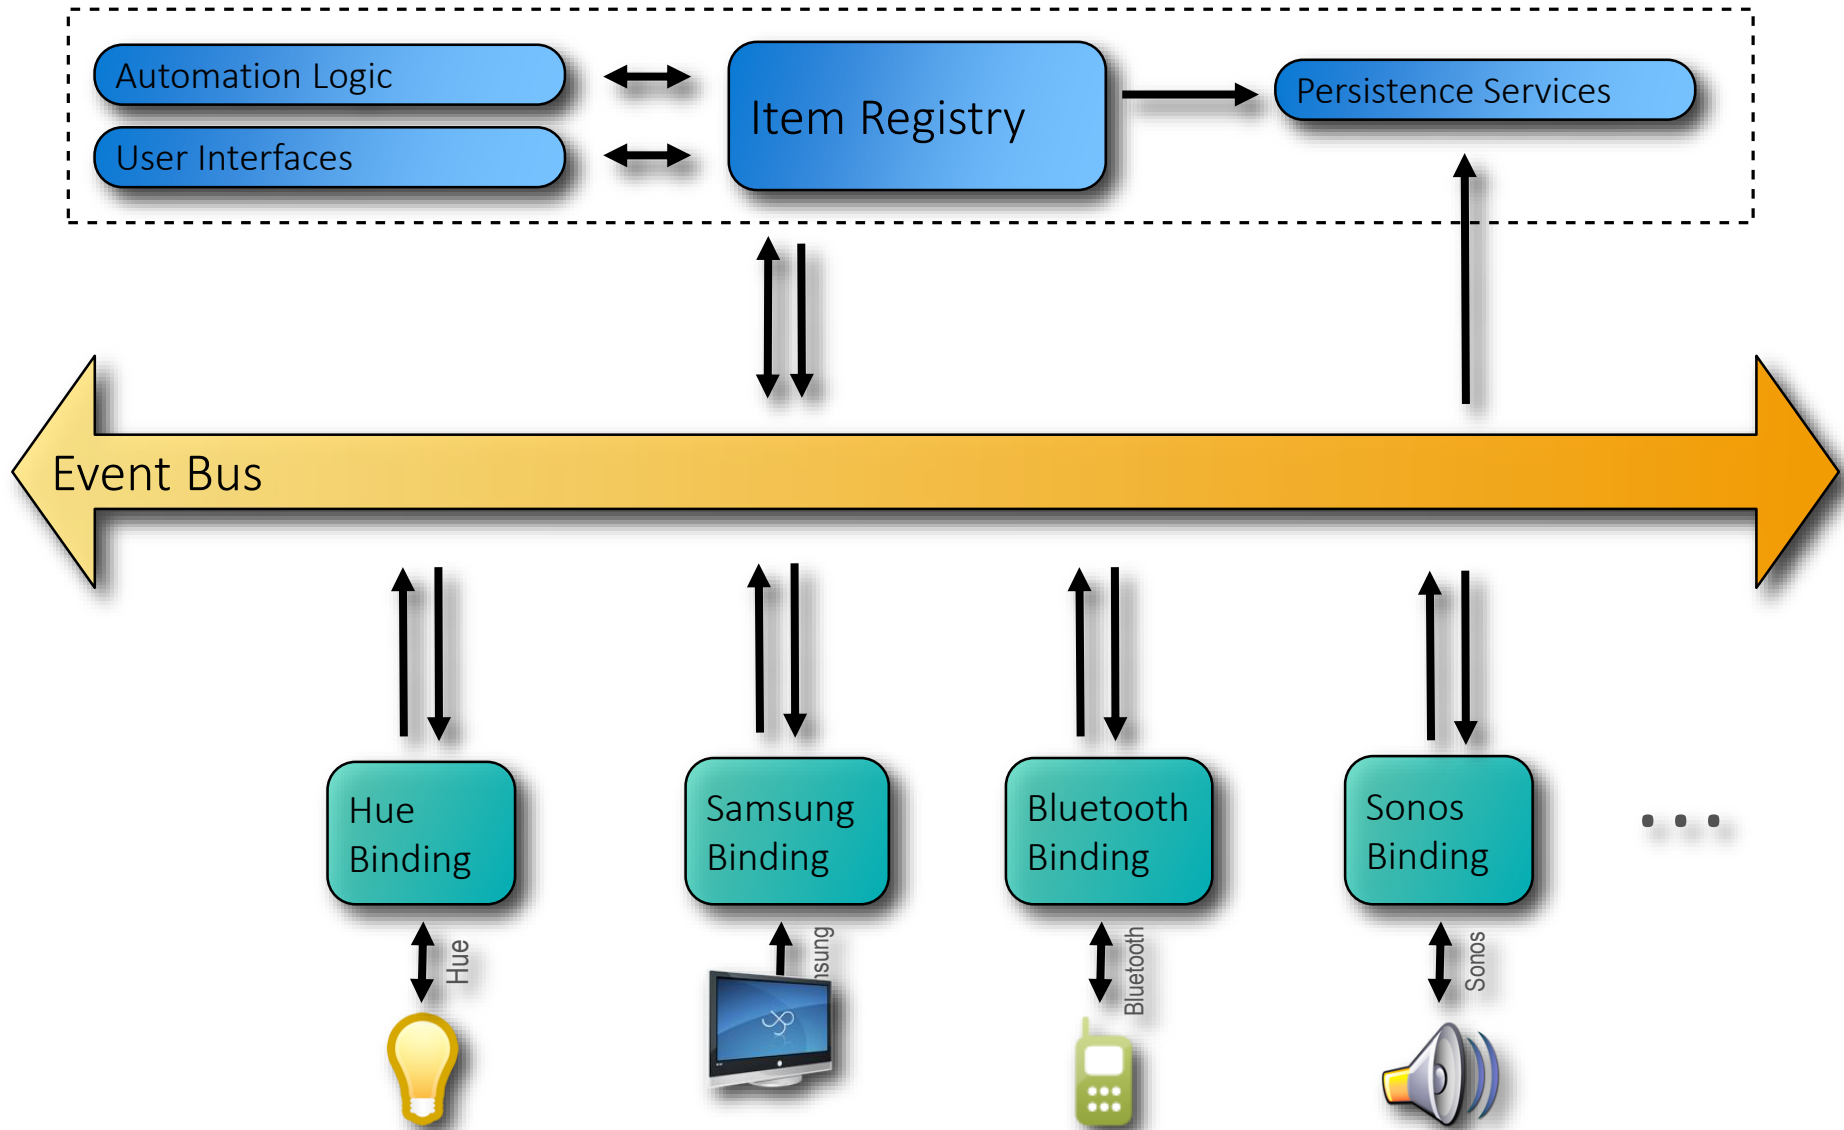 Automation Logic
User Interfaces
Item Registry
Persistence Services
Event Bus
Hue
Binding
Samsung
Binding
Bluetooth
Binding
Sonos
Binding
...
Hue
Bluetooth
Sonos